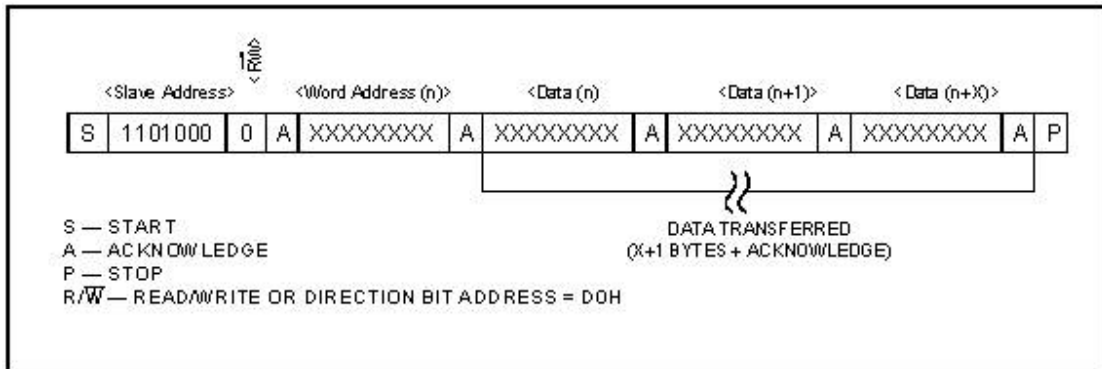 <Slave Address> <Word Address (n)> <Data (n) <Data (n+1)> <Data (n+X)>
S 1101000 0 A XXXXXXXX A XXXXXXXX A XXXXXXXX A XXXXXXXX A P
S — START
A — ACKNOWLEDGE
P — STOP
R/W — READ/WRITE OR DIRECTION BIT ADDRESS = D0H
DATA TRANSFERRED
(X+1 BYTES + ACKNOWLEDGE)